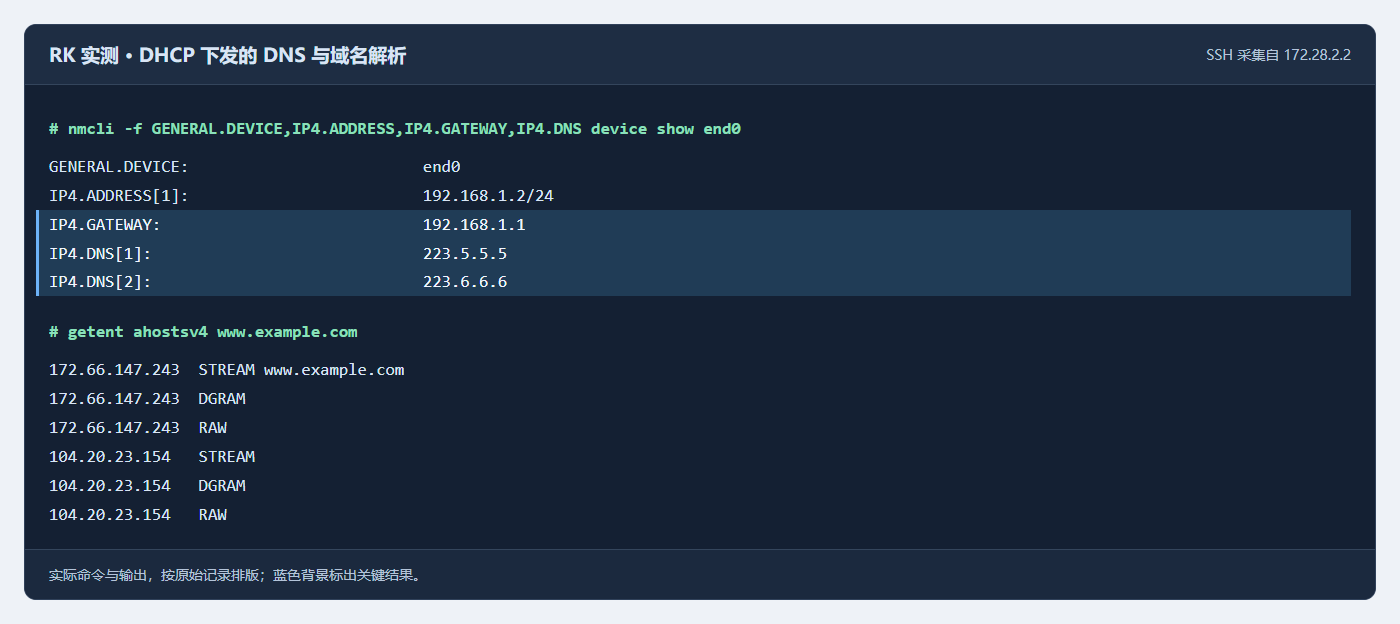 RK 实测 • DHCP 下发的 DNS 与域名解析
SSH 采集自 172.28.2.2
# nmcli -f GENERAL.DEVICE,IP4.ADDRESS,IP4.GATEWAY,IP4.DNS device show end0
GENERAL.DEVICE: end0
IP4.ADDRESS[1]: 192.168.1.2/24
IP4.GATEWAY: 192.168.1.1
IP4.DNS[1]: 223.5.5.5
IP4.DNS[2]: 223.6.6.6
# getent ahostsv4 www.example.com
172.66.147.243 STREAM www.example.com
172.66.147.243 DGRAM
172.66.147.243 RAW
104.20.23.154 STREAM
104.20.23.154 DGRAM
104.20.23.154 RAW
实际命令与输出，按原始记录排版；蓝色背景标出关键结果。